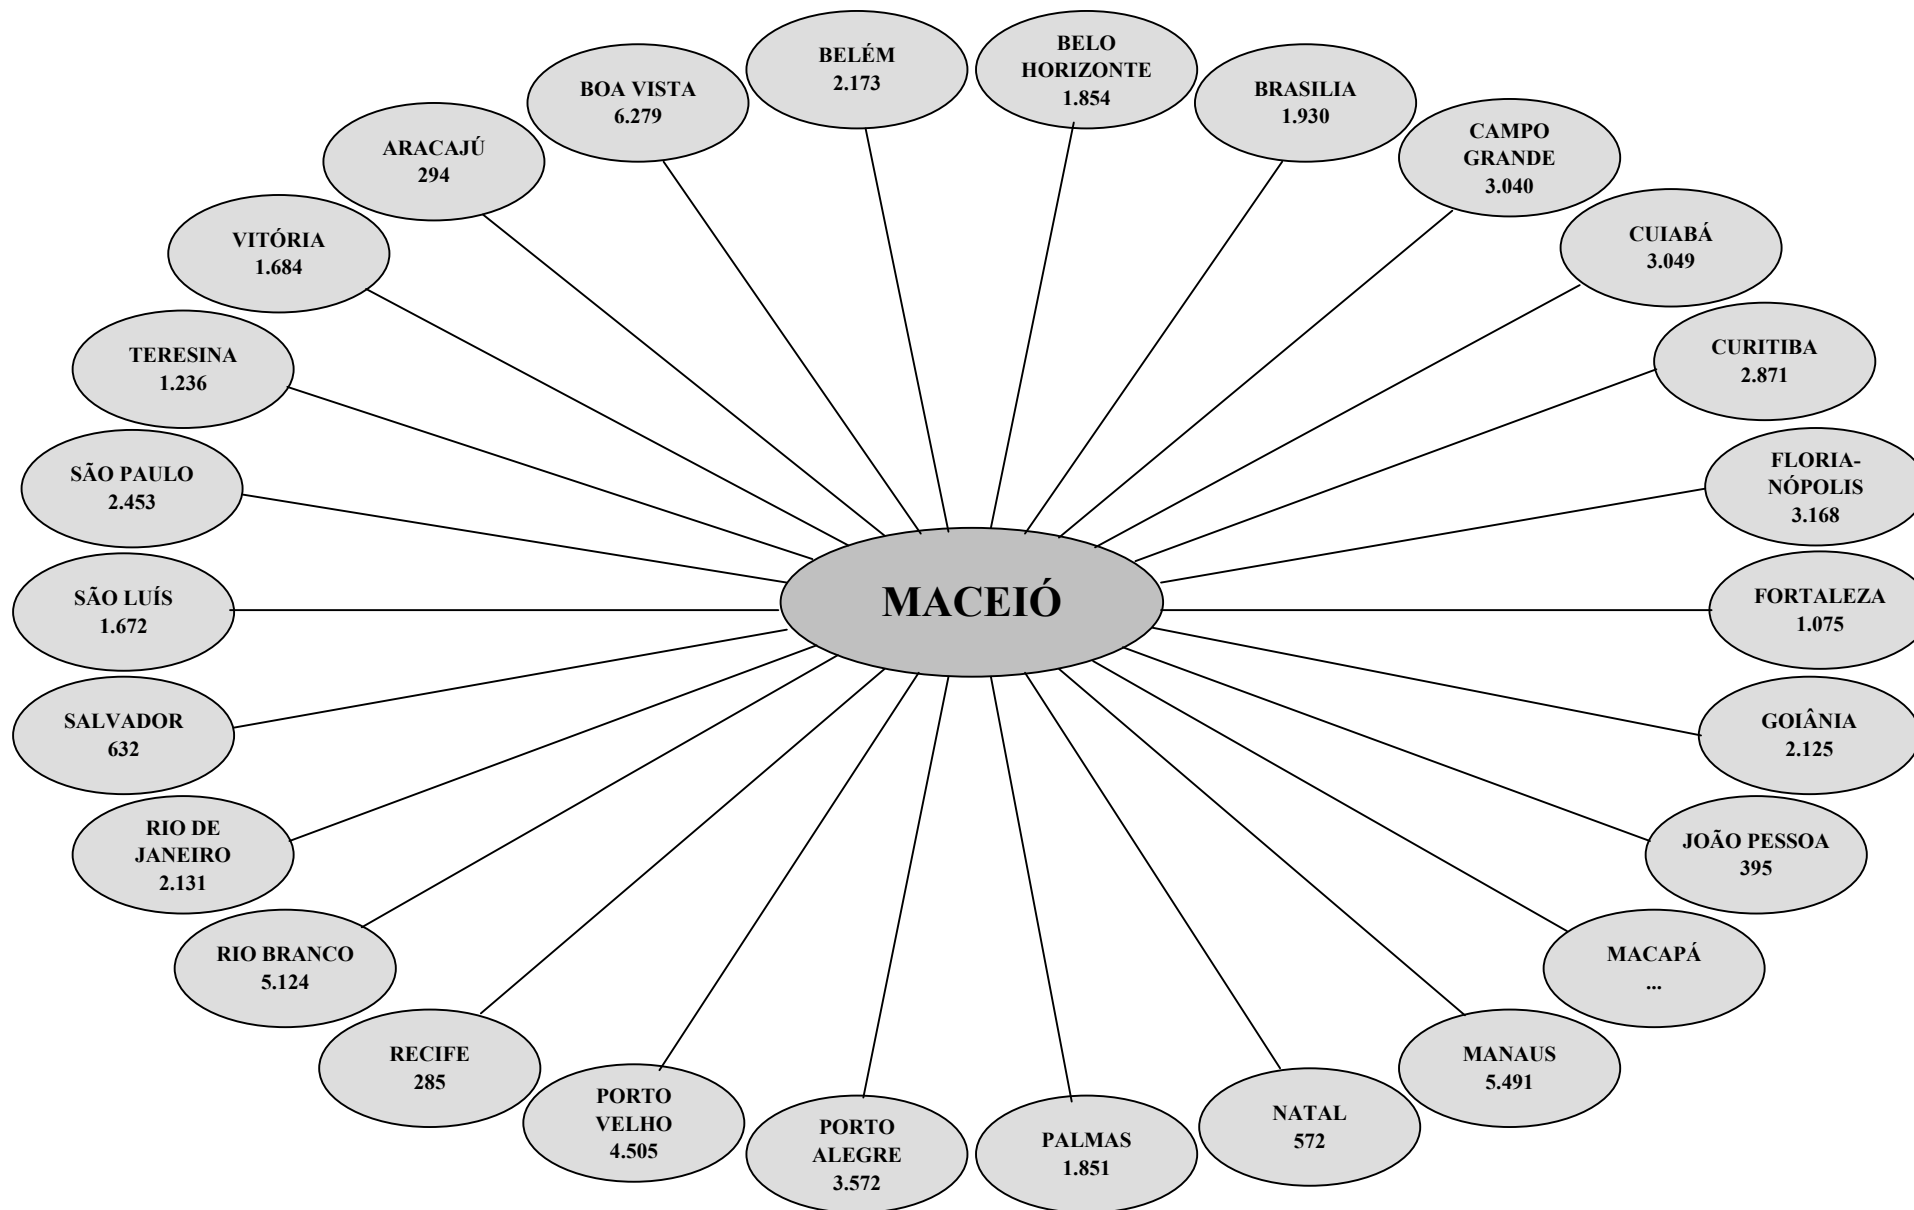 BELÉM
2.173
BELO
HORIZONTE
1.854
BRASILIA
1.930
CAMPO
GRANDE
3.040
CUIABÁ
3.049
CURITIBA
2.871
FLORIA-
NÓPOLIS
3.168
FORTALEZA
1.075
GOIÂNIA
2.125
JOÃO PESSOA
395
MACAPÁ
...
MANAUS
5.491
NATAL
572
PALMAS
1.851
PORTO
ALEGRE
3.572
PORTO
VELHO
4.505
RECIFE
285
RIO BRANCO
5.124
RIO DE
JANEIRO
2.131
SALVADOR
632
SÃO LUÍS
1.672
SÃO PAULO
2.453
TERESINA
1.236
VITÓRIA
1.684
ARACAJÚ
294
BOA VISTA
6.279
MACEIÓ